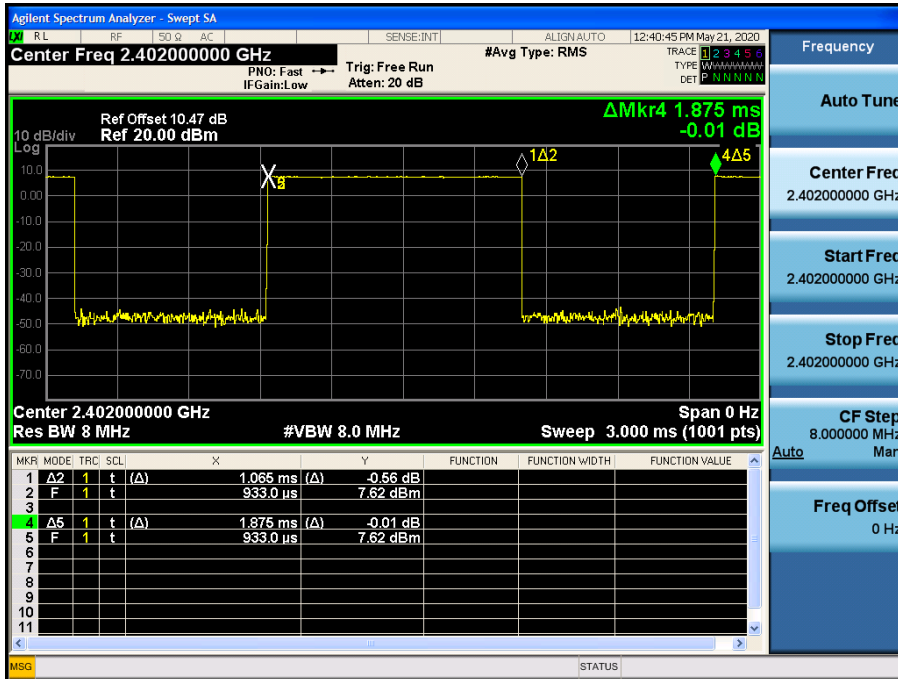 Agilent Spectrum Analyzer - Swept SA
LXI RL RF 50 Ω AC SENSE:INT ALIGN AUTO 12:40:45 PM May 21, 2020
Center Freq 2.402000000 GHz
PNO: Fast
IFGain:Low
Trig: Free Run
Atten: 20 dB
#Avg Type: RMS
TRACE 1 2 3 4 5 6
TYPE WWWWWW
DET P N N N N N
ΔMkr4 1.875 ms
-0.01 dB
Ref Offset 10.47 dB
10 dB/div Ref 20.00 dBm
Log
10.0
0.00
-10.0
-20.0
-30.0
-40.0
-50.0
-60.0
-70.0
X
1Δ2
4Δ5
Center 2.402000000 GHz Span 0 Hz
Res BW 8 MHz #VBW 8.0 MHz Sweep 3.000 ms (1001 pts)
MKR MODE TRC SCL X Y FUNCTION FUNCTION WIDTH FUNCTION VALUE
1 Δ2 1 t (Δ) 1.065 ms (Δ) -0.56 dB
2 F 1 t 933.0 µs 7.62 dBm
3
4 Δ5 1 t (Δ) 1.875 ms (Δ) -0.01 dB
5 F 1 t 933.0 µs 7.62 dBm
6
7
8
9
10
11
MSG STATUS
Frequency
Auto Tune
Center Freq
2.402000000 GHz
Start Freq
2.402000000 GHz
Stop Freq
2.402000000 GHz
CF Step
8.000000 MHz
Auto Man
Freq Offset
0 Hz